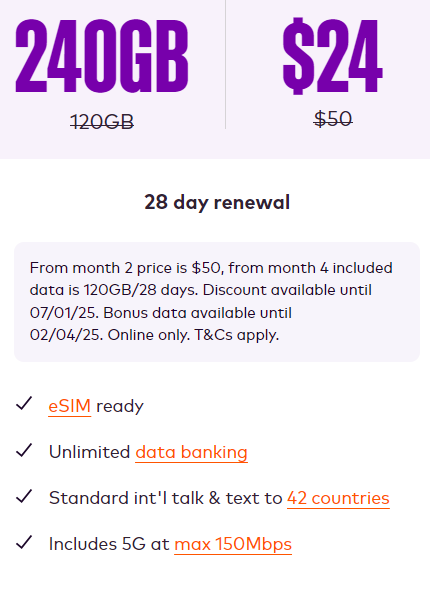 240GB
$24
120GB
$50
28 day renewal
From month 2 price is $50, from month 4 included
data is 120GB/28 days. Discount available until
07/01/25. Bonus data available until
02/04/25. Online only. T&Cs apply.
eSIM ready
Unlimited data banking
Standard int'l talk & text to 42 countries
Includes 5G at max 150Mbps